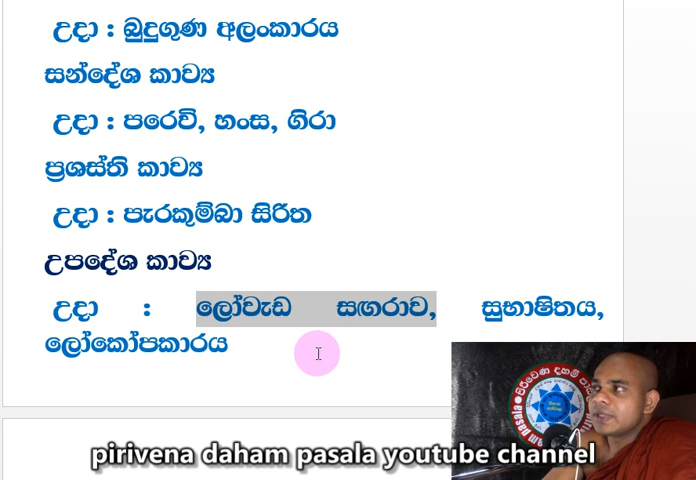 උදා : බුදුගුණ අලංකාරය
සන්දේශ කාව්‍ය
උදා : පරෙවි, හංස, ගිරා
ප්‍රශස්ති කාව්‍ය
උදා : පැරකුම්බා සිරිත
උපදේශ කාව්‍ය
උදා : ලෝවැඩ සඟරාව, සුභාෂිතය,
ලෝකෝපකාරය
pirivena daham pasala youtube channel